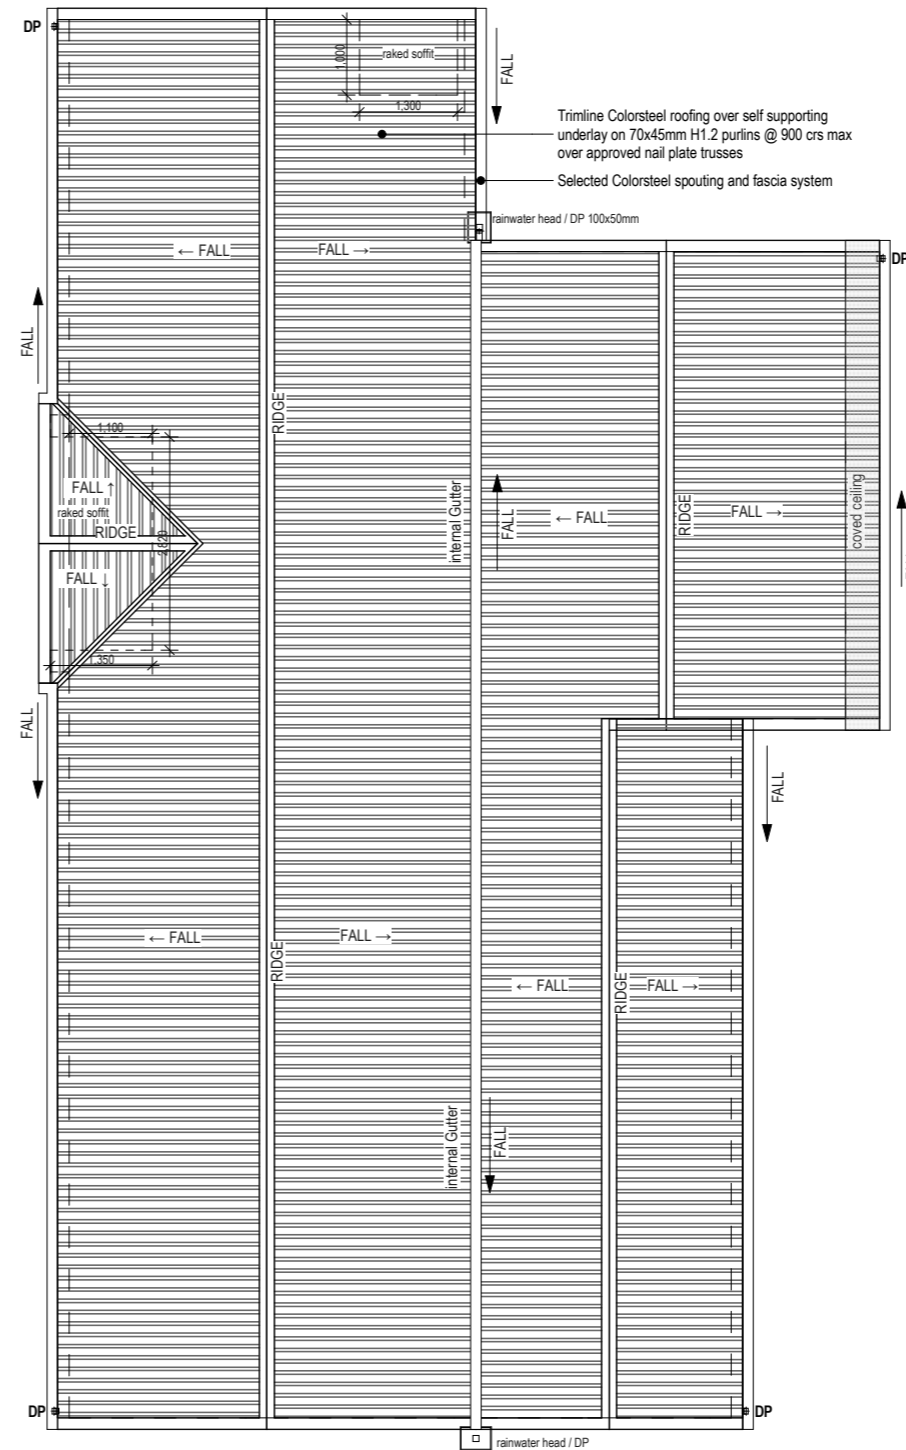 DP
1,000
raked soffit
1,300
FALL
Trimline Colorsteel roofing over self supporting
underlay on 70x45mm H1.2 purlins @ 900 crs max
over approved nail plate trusses
Selected Colorsteel spouting and fascia system
rainwater head / DP 100x50mm
← FALL
FALL →
DP
FALL
RIDGE
1,100
FALL ↑
raked soffit
RIDGE
2,820
FALL ↓
1,350
internal Gutter
FALL
← FALL
RIDGE
FALL →
coved ceiling
FALL
FALL
← FALL
RIDGE
FALL →
← FALL
RIDGE
FALL →
internal Gutter
FALL
DP
DP
rainwater head / DP